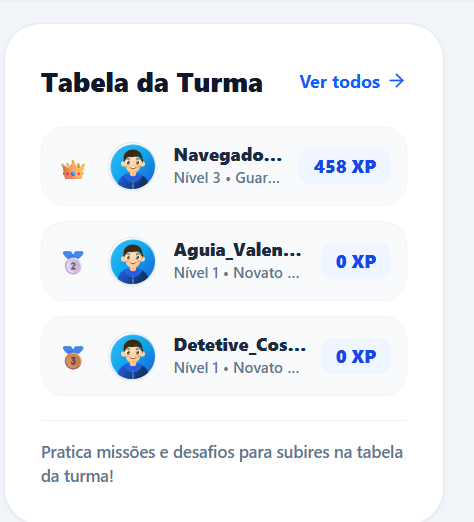 Tabela da Turma
Ver todos →
Navegado...
458 XP
Nível 3 • Guar...
2
Aguia_Valen...
0 XP
Nível 1 • Novato ...
3
Detetive_Cos...
0 XP
Nível 1 • Novato ...
Pratica missões e desafios para subires na tabela
da turma!